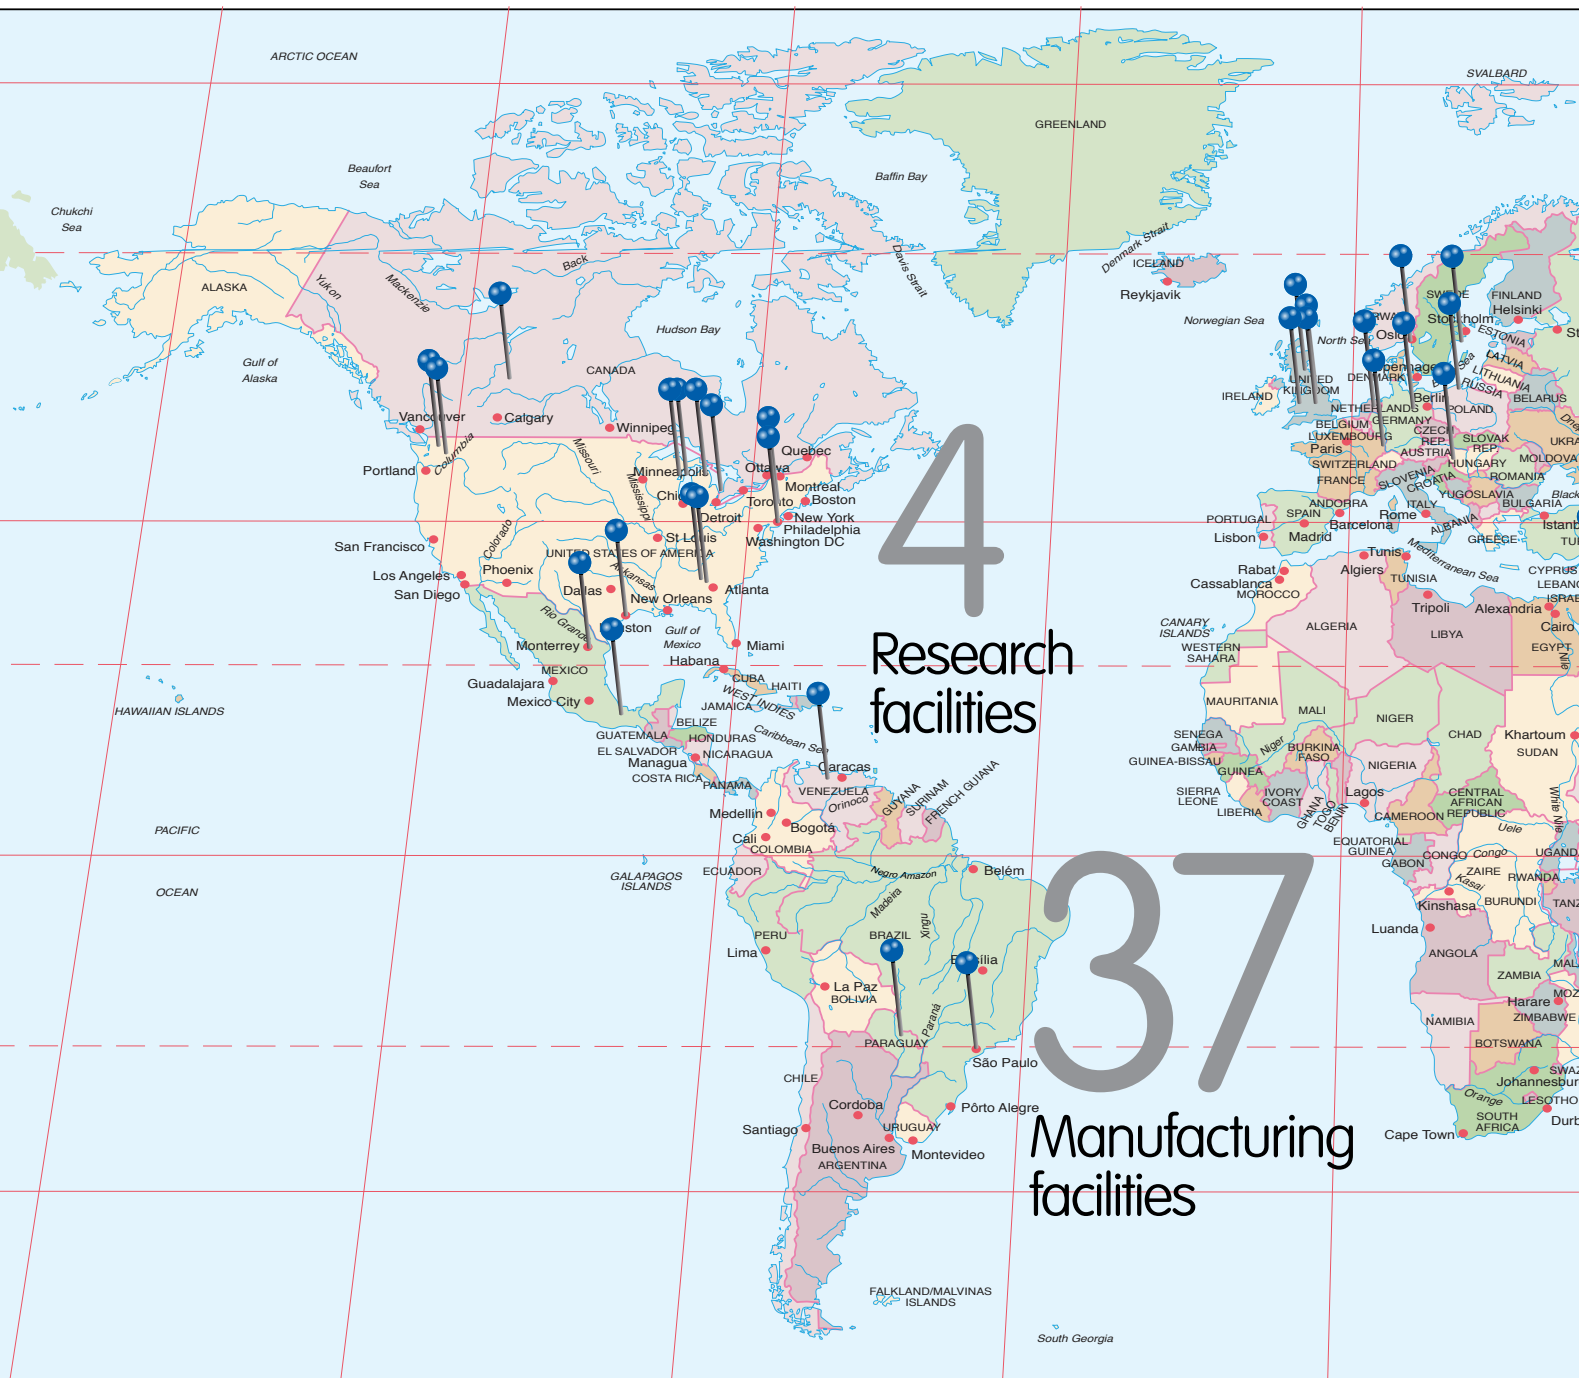 ARCTIC OCEAN
SVALBARD
GREENLAND
Beaufort
Sea
Baffin Bay
Chukchi
Sea
Denmark Strait
Davis Strait
ICELAND
Reykjavik
Back
Mackenzie
Yukon
ALASKA
Norwegian Sea
FINLAND
Helsinki
Stockholm
ESTONIA
Hudson Bay
North Sea
Gulf of
Alaska
CANADA
LATVIA
LITHUANIA
RUSSIA
UNITED
KINGDOM
DENMARK
IRELAND
Berlin
BELARUS
Vancouver
Calgary
Winnipeg
NETHERLANDS
POLAND
BELGIUM
GERMANY
LUXEMBOURG
CZECH
REP.
SLOVAK
REP.
Paris
AUSTRIA
MOLDOVA
SWITZERLAND
HUNGARY
FRANCE
SLOVENIA
CROATIA
ROMANIA
YUGOSLAVIA
BULGARIA
Black
Portland
Columbia
Missouri
Mississippi
Minneapolis
Ottawa
Quebec
Montreal
Toronto
Boston
Detroit
New York
Philadelphia
Washington DC
St Louis
ANDORRA
ITALY
SPAIN
Rome
ALBANIA
PORTUGAL
Barcelona
Lisbon
Madrid
GREECE
San Francisco
Colorado
UNITED STATES OF AMERICA
Arkansas
Los Angeles
Phoenix
San Diego
Dallas
New Orleans
Atlanta
Tunis
Mediterranean Sea
Rabat
Algiers
CYPRUS
Cassablanca
TUNISIA
MOROCCO
Tripoli
Alexandria
Cairo
4
Research
facilities
Rio Grande
Gulf of
Mexico
Monterrey
Miami
MEXICO
Habana
CUBA
HAITI
Guadalajara
Mexico City
WEST INDIES
JAMAICA
CANARY
ISLANDS
ALGERIA
LIBYA
EGYPT
Nile
WESTERN
SAHARA
HAWAIIAN ISLANDS
BELIZE
GUATEMALA
HONDURAS
Caribbean Sea
EL SALVADOR
NICARAGUA
Managua
COSTA RICA
PANAMA
Caracas
VENEZUELA
Orinoco
GUYANA
SURINAM
FRENCH GUIANA
Medellin
Bogotá
Cali
COLOMBIA
MAURITANIA
MALI
NIGER
CHAD
Khartoum
SUDAN
SENEGA
GAMBIA
GUINEA-BISSAU
Niger
BURKINA
FASO
GUINEA
NIGERIA
SIERRA
LEONE
IVORY
COAST
Lagos
LIBERIA
GHANA
TOGO
BENIN
CENTRAL
AFRICAN
REPUBLIC
CAMEROON
White Nile
Uele
EQUATORIAL
GUINEA
GABON
CONGO
Congo
PACIFIC
OCEAN
GALAPAGOS
ISLANDS
ECUADOR
Negro Amazon
Belém
Madeira
Xingu
PERU
BRAZIL
Lima
La Paz
BOLIVIA
Paraná
PARAGUAY
São Paulo
ZAIRE
RWANDA
Kasai
Kinshasa
BURUNDI
Luanda
ANGOLA
ZAMBIA
Harare
ZIMBABWE
NAMIBIA
BOTSWANA
Orange
LESOTHO
SOUTH
AFRICA
Cape Town
37
Manufacturing
facilities
CHILE
Cordoba
Pôrto Alegre
Santiago
URUGUAY
Buenos Aires
Montevideo
ARGENTINA
FALKLAND/MALVINAS
ISLANDS
South Georgia